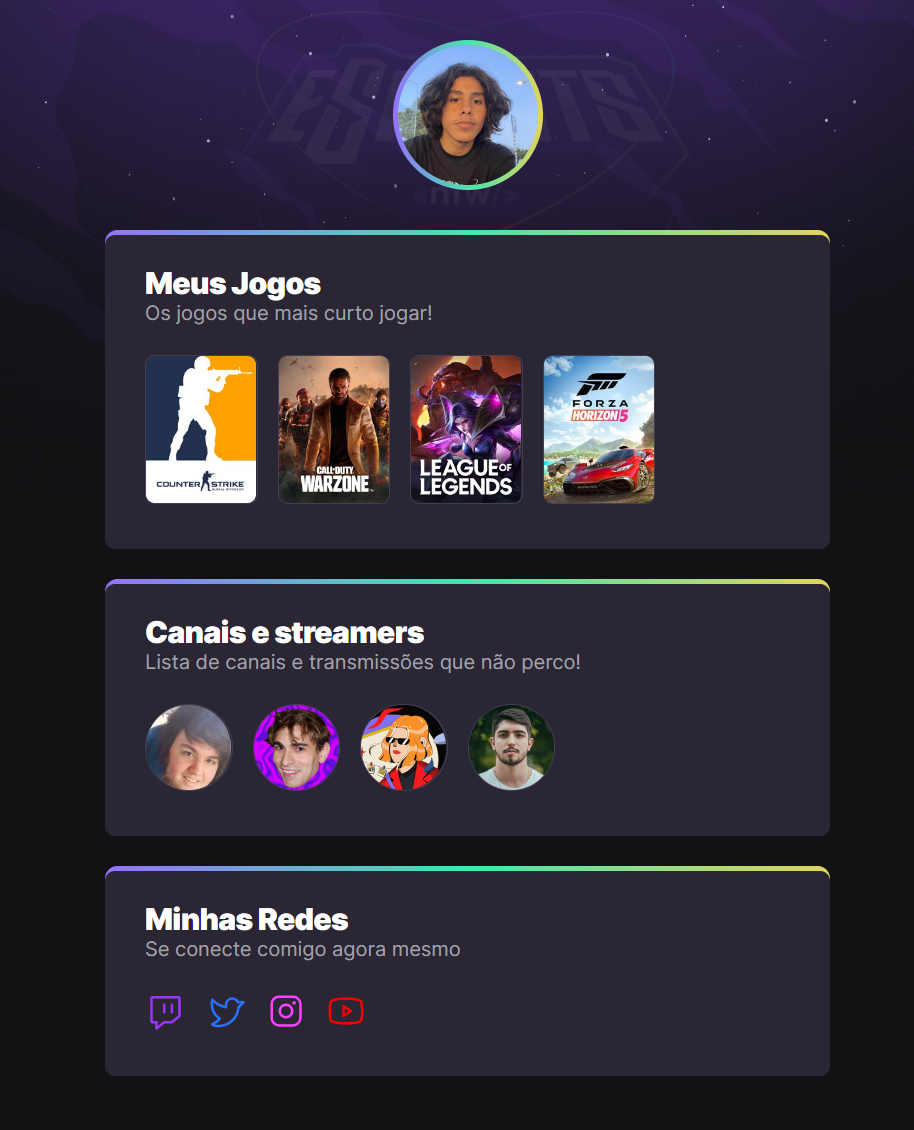 ESPORTS
<nlw/>
Meus Jogos
Os jogos que mais curto jogar!
COUNTER STRIKE
GLOBAL OFFENSIVE
CALL OF DUTY
WARZONE
LEAGUE OF
LEGENDS
FORZA
HORIZON 5
Canais e streamers
Lista de canais e transmissões que não perco!
Minhas Redes
Se conecte comigo agora mesmo